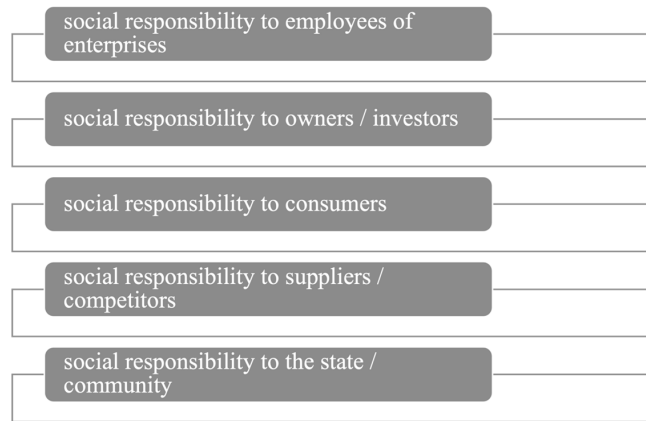 social responsibility to employees of
enterprises
social responsibility to owners / investors
social responsibility to consumers
social responsibility to suppliers /
competitors
social responsibility to the state /
community